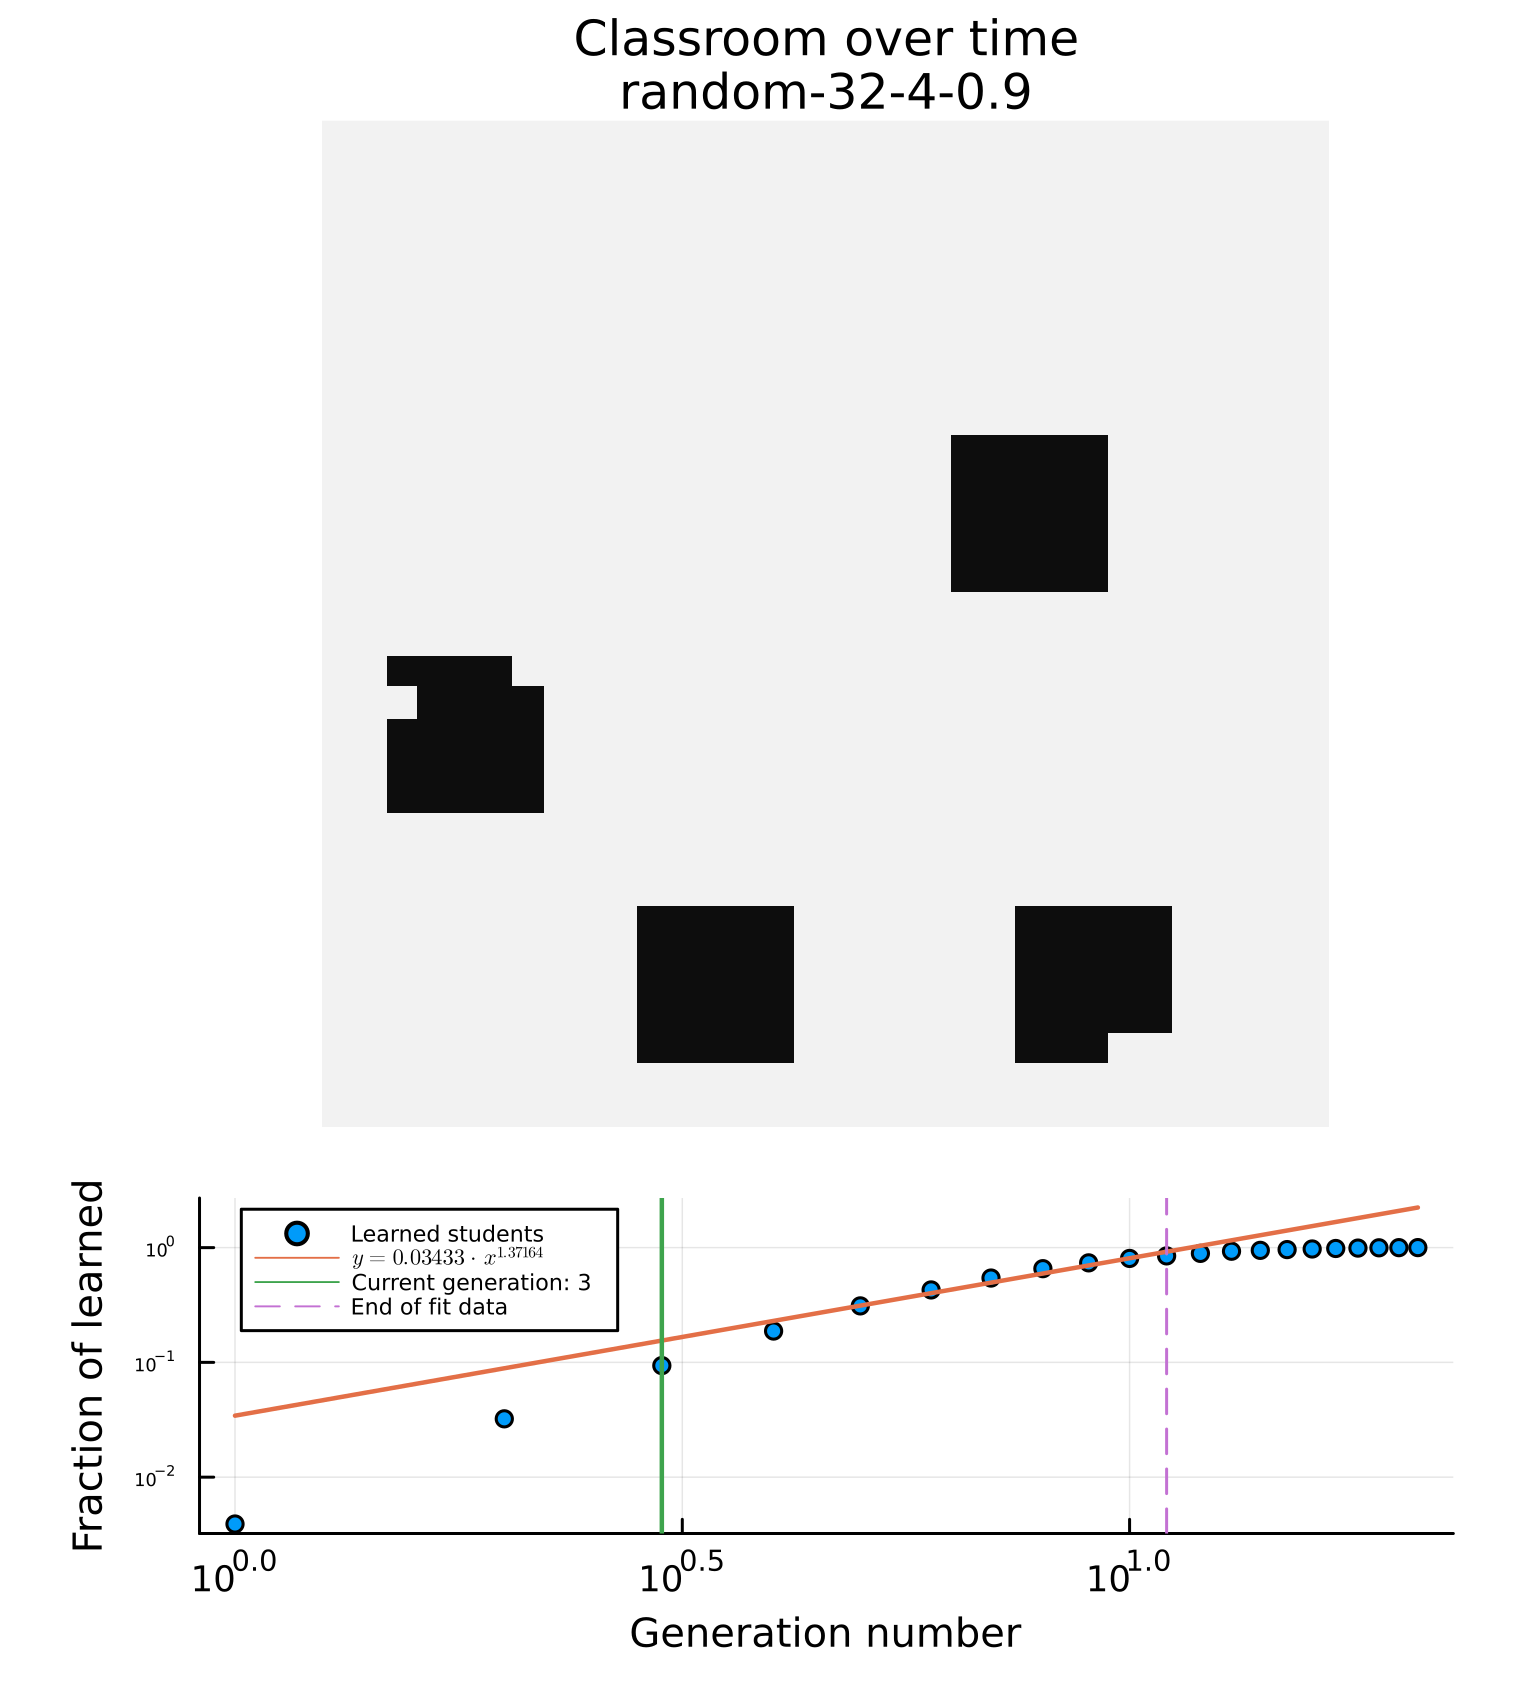 Classroom over time
random-32-4-0.9
Fraction of learned
Learned students
y = 0.03433 · x^1.37164
Current generation: 3
End of fit data
10^0
10^−1
10^−2
10^0.0
10^0.5
10^1.0
Generation number